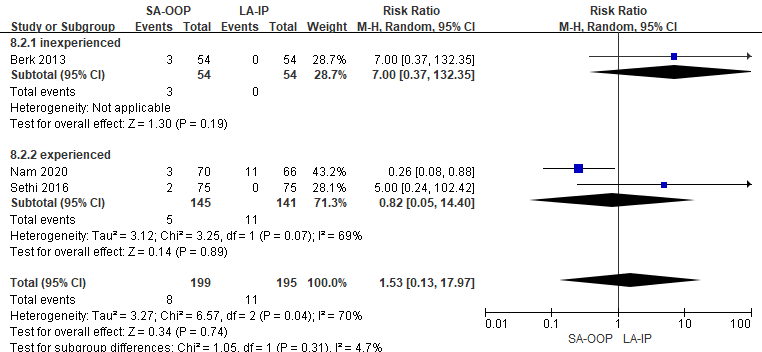 SA-OOP LA-IP Risk Ratio Risk Ratio
Study or Subgroup Events Total Events Total Weight M-H, Random, 95% CI M-H, Random, 95% CI
8.2.1 inexperienced
Berk 2013 3 54 0 54 28.7% 7.00 [0.37, 132.35]
Subtotal (95% CI) 54 54 28.7% 7.00 [0.37, 132.35]
Total events 3 0
Heterogeneity: Not applicable
Test for overall effect: Z = 1.30 (P = 0.19)
8.2.2 experienced
Nam 2020 3 70 11 66 43.2% 0.26 [0.08, 0.88]
Sethi 2016 2 75 0 75 28.1% 5.00 [0.24, 102.42]
Subtotal (95% CI) 145 141 71.3% 0.82 [0.05, 14.40]
Total events 5 11
Heterogeneity: Tau² = 3.12; Chi² = 3.25, df = 1 (P = 0.07); I² = 69%
Test for overall effect: Z = 0.14 (P = 0.89)
Total (95% CI) 199 195 100.0% 1.53 [0.13, 17.97]
Total events 8 11
Heterogeneity: Tau² = 3.27; Chi² = 6.57, df = 2 (P = 0.04); I² = 70%
Test for overall effect: Z = 0.34 (P = 0.74)
Test for subgroup differences: Chi² = 1.05, df = 1 (P = 0.31), I² = 4.7%
0.01 0.1 1 10 100
SA-OOP LA-IP